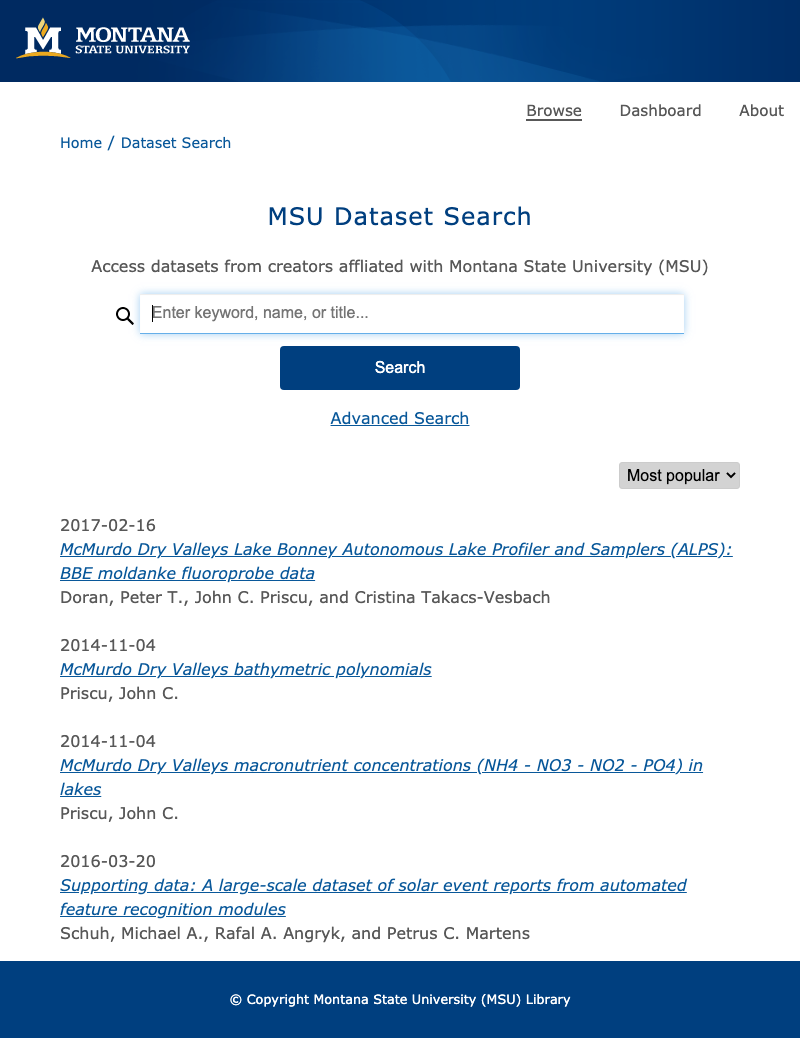 MONTANA
STATE UNIVERSITY
Browse Dashboard About
Home / Dataset Search
MSU Dataset Search
Access datasets from creators affliated with Montana State University (MSU)
Enter keyword, name, or title...
Search
Advanced Search
Most popular
2017-02-16
McMurdo Dry Valleys Lake Bonney Autonomous Lake Profiler and Samplers (ALPS):
BBE moldanke fluoroprobe data
Doran, Peter T., John C. Priscu, and Cristina Takacs-Vesbach
2014-11-04
McMurdo Dry Valleys bathymetric polynomials
Priscu, John C.
2014-11-04
McMurdo Dry Valleys macronutrient concentrations (NH4 - NO3 - NO2 - PO4) in
lakes
Priscu, John C.
2016-03-20
Supporting data: A large-scale dataset of solar event reports from automated
feature recognition modules
Schuh, Michael A., Rafal A. Angryk, and Petrus C. Martens
© Copyright Montana State University (MSU) Library